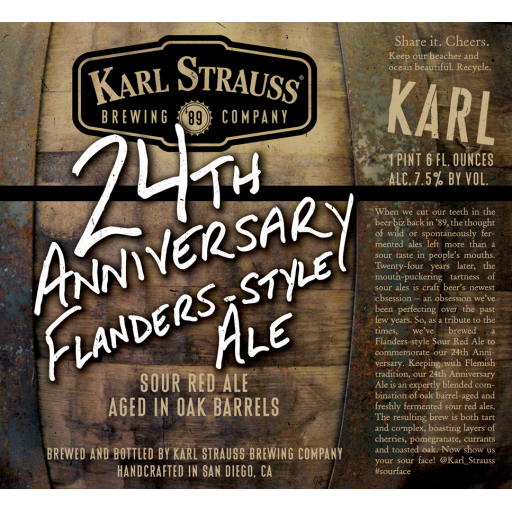 KARL STRAUSS®
BREWING '89 COMPANY
24TH
ANNIVERSARY
FLANDERS-STYLE
ALE
SOUR RED ALE
AGED IN OAK BARRELS
BREWED AND BOTTLED BY KARL STRAUSS BREWING COMPANY
HANDCRAFTED IN SAN DIEGO, CA
Share it. Cheers.
Keep our beaches and
ocean beautiful. Recycle.
KARL
1 PINT 6 FL. OUNCES
ALC. 7.5% BY VOL.
When we cut our teeth in the
beer biz back in '89, the thought
of wild or spontaneously fer-
mented ales left more than a
sour taste in people's mouths.
Twenty-four years later, the
mouth-puckering tartness of
sour ales is craft beer's newest
obsession – an obsession we've
been perfecting over the past
few years. So, as a tribute to the
times, we've brewed a
Flanders-style Sour Red Ale to
commemorate our 24th Anni-
versary. Keeping with Flemish
tradition, our 24th Anniversary
Ale is an expertly blended com-
bination of oak barrel-aged and
freshly fermented sour red ales.
The resulting brew is both tart
and complex, boasting layers of
cherries, pomegranate, currants
and toasted oak. Now show us
your sour face! @Karl_Strauss
#sourface